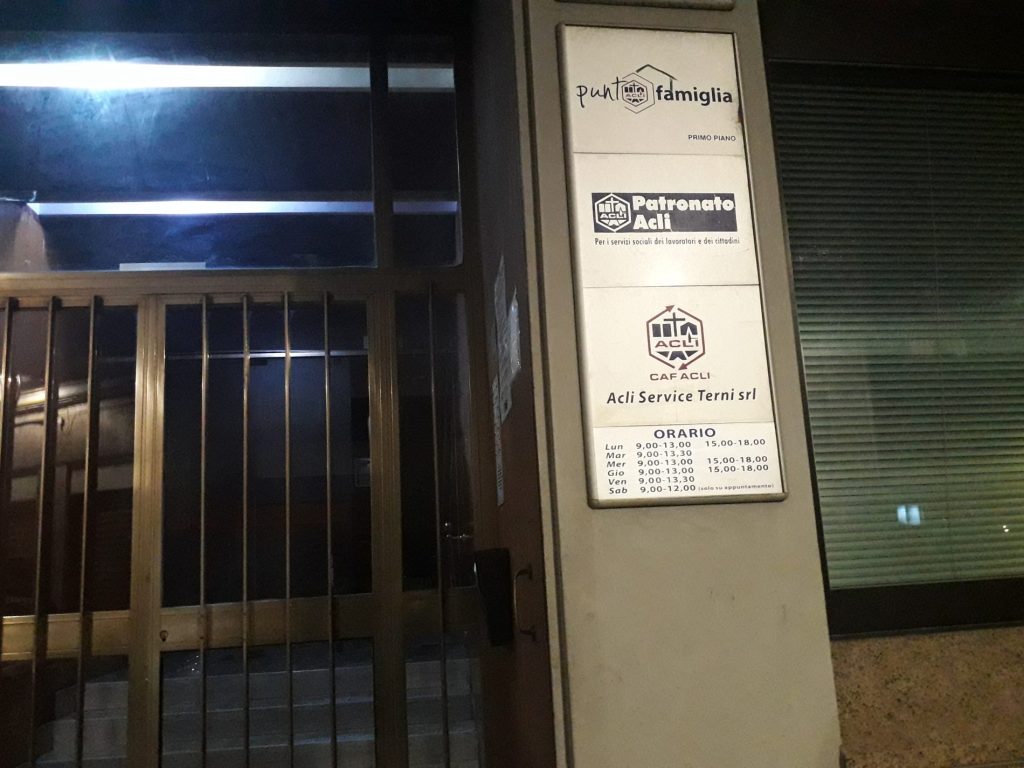 punto famiglia
ACLI
PRIMO PIANO
ACLI
Patronato
Acli
Per i servizi sociali dei lavoratori e dei cittadini
ACLI
CAF ACLI
Acli Service Terni srl
ORARIO
Lun 9,00-13,00 15,00-18,00
Mar 9,00-13,30
Mer 9,00-13,00 15,00-18,00
Gio 9,00-13,00 15,00-18,00
Ven 9,00-13,30
Sab 9,00-12,00 (solo su appuntamento)